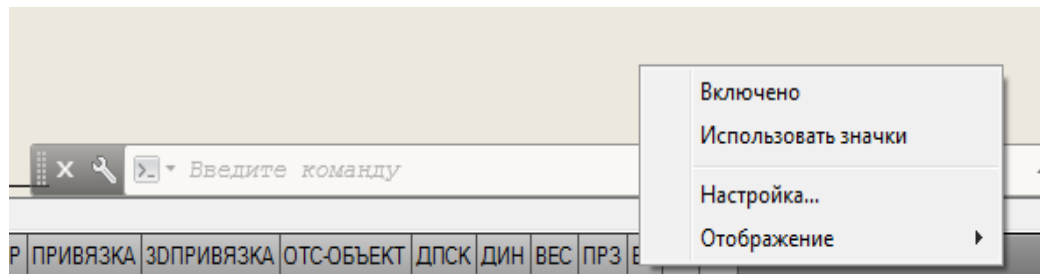 Включено
Использовать значки
Введите команду
Настройка...
Отображение
ПРИВЯЗКА 3DПРИВЯЗКА ОТС-ОБЪЕКТ ДПСК ДИН ВЕС ПРЗ